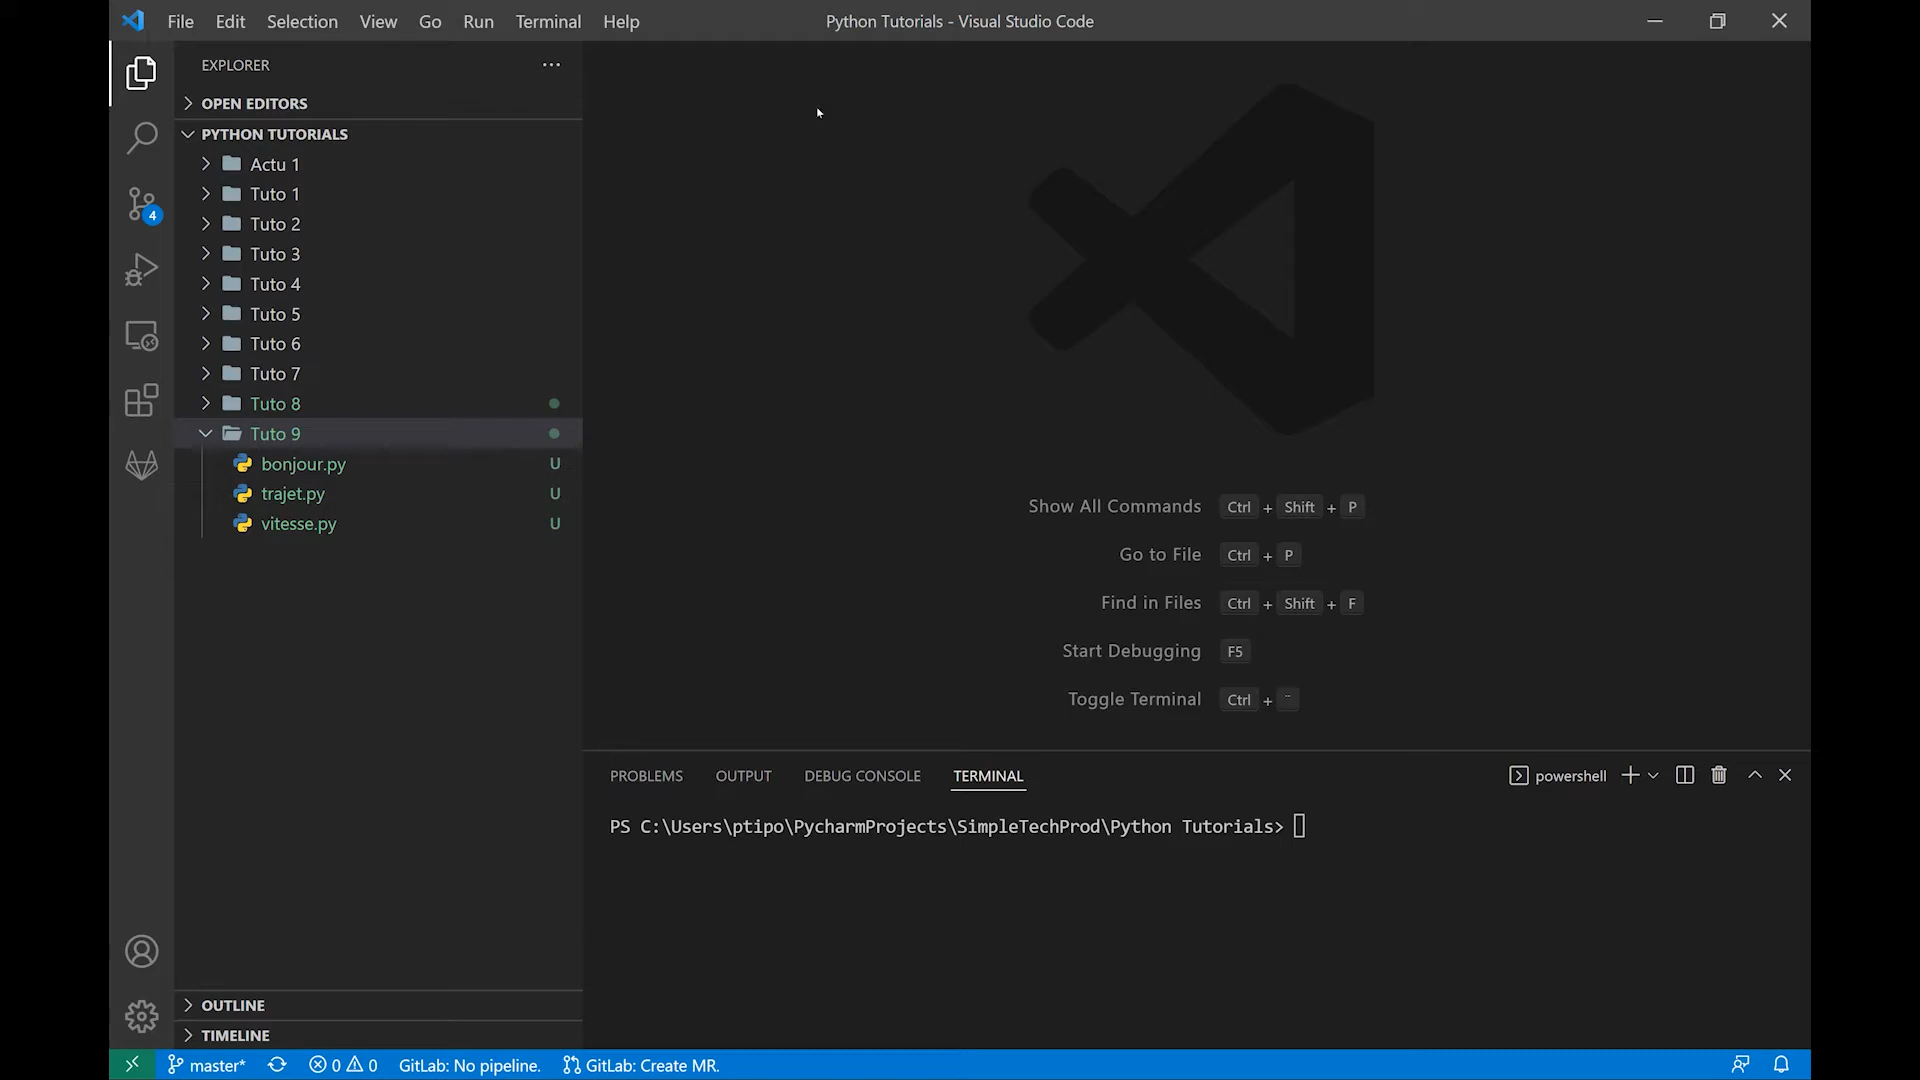 File Edit Selection View Go Run Terminal Help
Python Tutorials - Visual Studio Code
EXPLORER
OPEN EDITORS
PYTHON TUTORIALS
Actu 1
Tuto 1
Tuto 2
Tuto 3
Tuto 4
Tuto 5
Tuto 6
Tuto 7
Tuto 8
Tuto 9
bonjour.py U
trajet.py U
vitesse.py U
4
OUTLINE
TIMELINE
Show All Commands Ctrl + Shift + P
Go to File Ctrl + P
Find in Files Ctrl + Shift + F
Start Debugging F5
Toggle Terminal Ctrl + ¨
PROBLEMS OUTPUT DEBUG CONSOLE TERMINAL
powershell
PS C:\Users\ptipo\PycharmProjects\SimpleTechProd\Python Tutorials>
master* 0 0 GitLab: No pipeline. GitLab: Create MR.